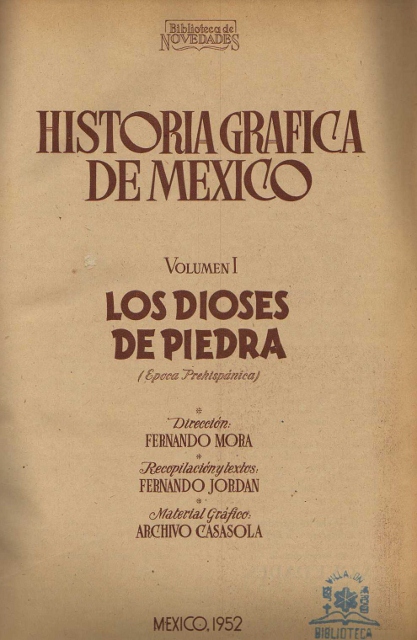 Biblioteca de
NOVEDADES
HISTORIA GRAFICA
DE MEXICO
VOLUMEN I
LOS DIOSES
DE PIEDRA
(Epoca Prehispánica)
*
Dirección:
FERNANDO MORA
*
Recopilación y textos:
FERNANDO JORDAN
*
Material Gráfico:
ARCHIVO CASASOLA
MEXICO, 1952
BIBLIOTECA